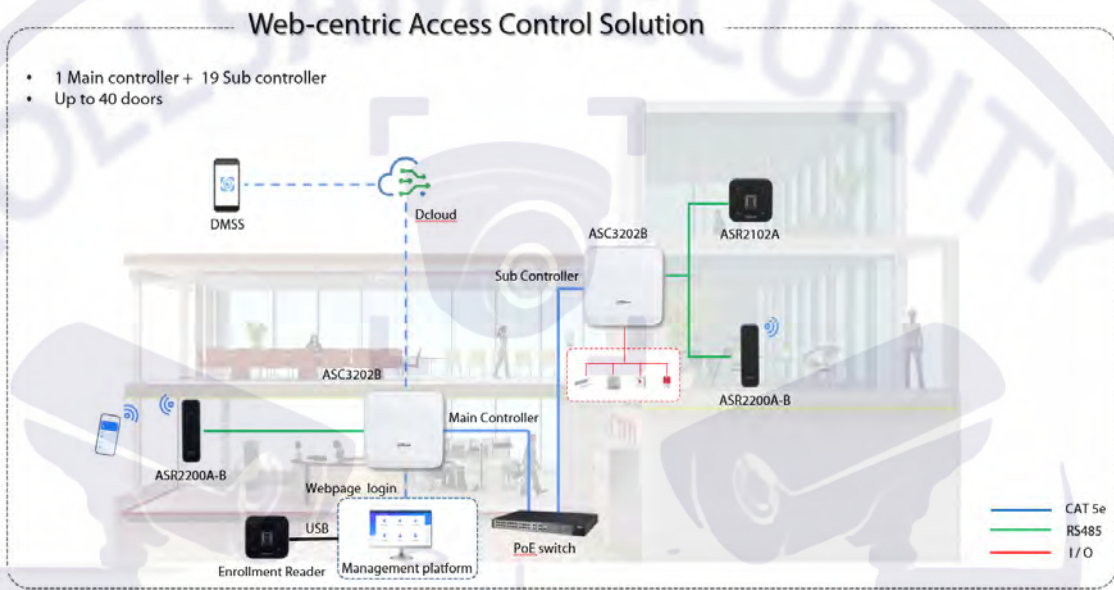 Web-centric Access Control Solution
• 1 Main controller + 19 Sub controller
• Up to 40 doors
DMSS
Dcloud
ASC3202B
ASR2102A
Sub Controller
ASC3202B
ASR2200A-B
Main Controller
ASR2200A-B
Webpage login
USB
PoE switch
Enrollment Reader
Management platform
CAT 5e
RS485
I / O
SECURITY